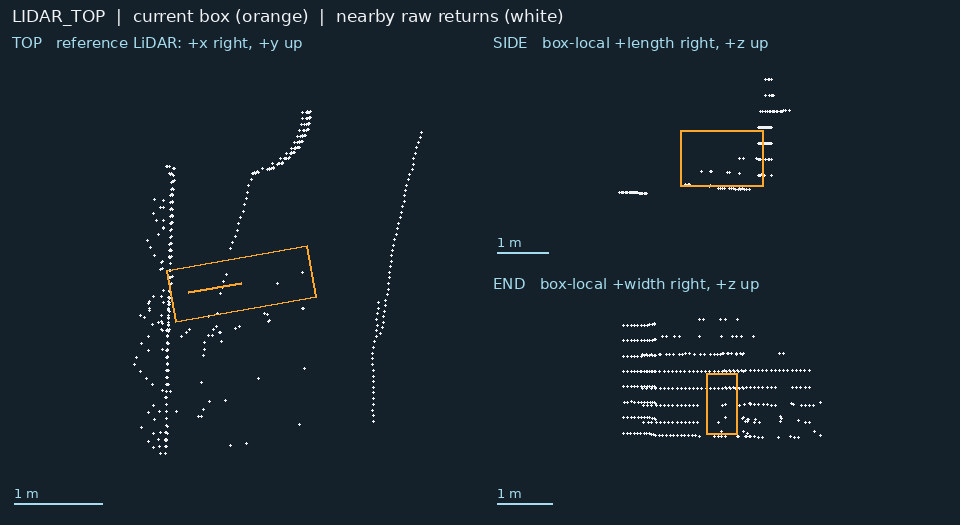 LIDAR_TOP | current box (orange) | nearby raw returns (white)
TOP reference LiDAR: +x right, +y up
SIDE box-local +length right, +z up
1 m
END box-local +width right, +z up
1 m
1 m